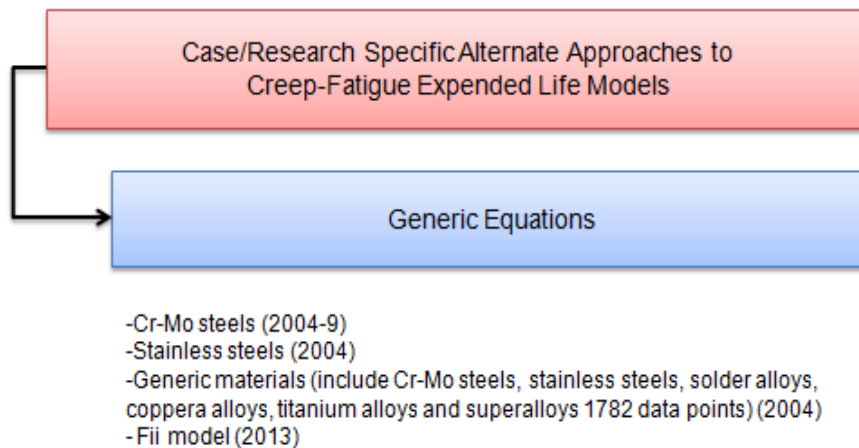 Case/Research Specific Alternate Approaches to
Creep-Fatigue Expended Life Models
Generic Equations
-Cr-Mo steels (2004-9)
-Stainless steels (2004)
-Generic materials (include Cr-Mo steels, stainless steels, solder alloys,
coppera alloys, titanium alloys and superalloys 1782 data points) (2004)
-Fii model (2013)